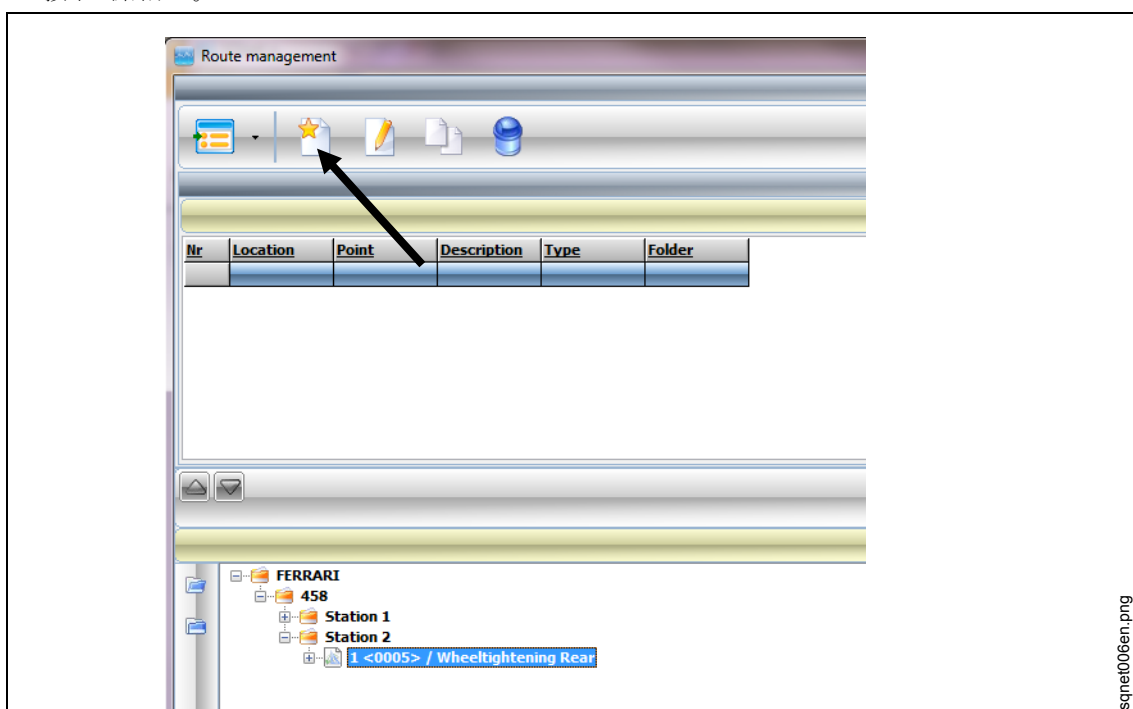 Route management
Nr Location Point Description Type Folder
FERRARI
458
Station 1
Station 2
1 <0005> / Wheeltightening Rear
sqnet006en.png